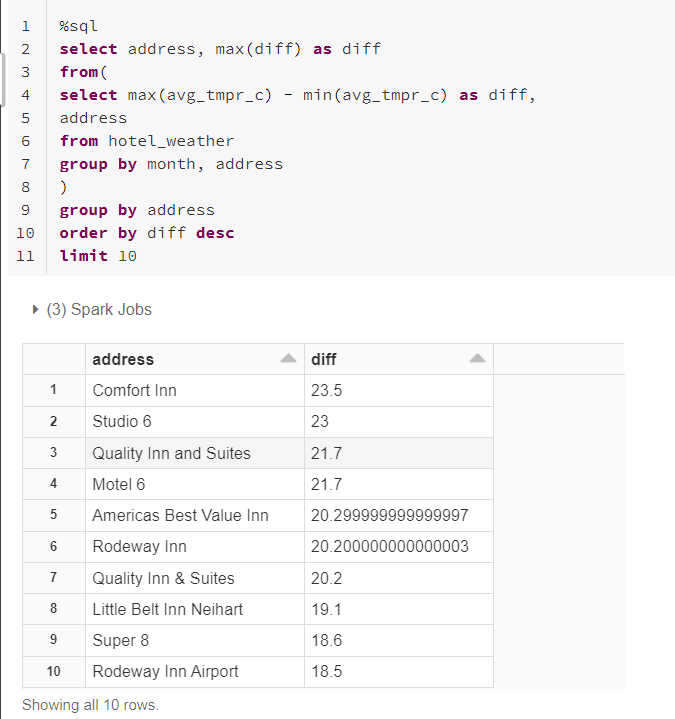 1 %sql
2 select address, max(diff) as diff
3 from(
4 select max(avg_tmpr_c) - min(avg_tmpr_c) as diff,
5 address
6 from hotel_weather
7 group by month, address
8 )
9 group by address
10 order by diff desc
11 limit 10
(3) Spark Jobs
address diff
1 Comfort Inn 23.5
2 Studio 6 23
3 Quality Inn and Suites 21.7
4 Motel 6 21.7
5 Americas Best Value Inn 20.299999999999997
6 Rodeway Inn 20.200000000000003
7 Quality Inn & Suites 20.2
8 Little Belt Inn Neihart 19.1
9 Super 8 18.6
10 Rodeway Inn Airport 18.5
Showing all 10 rows.